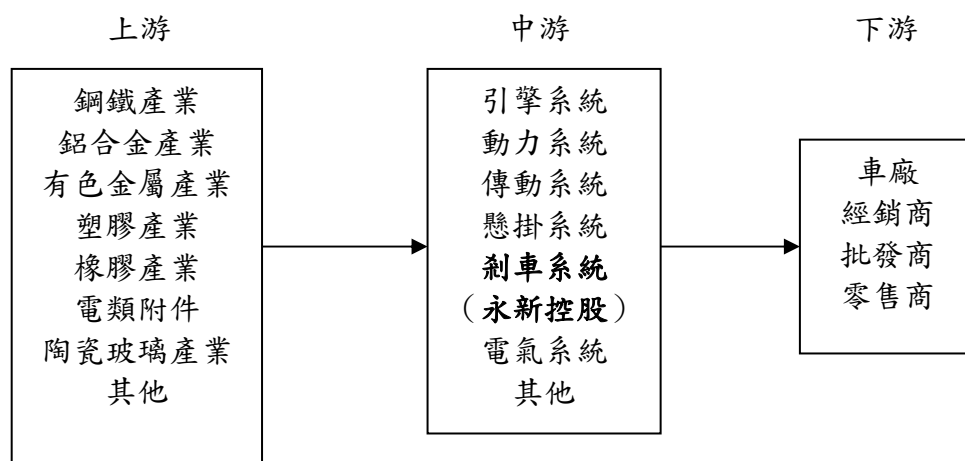 上游
鋼鐵產業
鋁合金產業
有色金屬產業
塑膠產業
橡膠產業
電類附件
陶瓷玻璃產業
其他
中游
引擎系統
動力系統
傳動系統
懸掛系統
剎車系統
（永新控股）
電氣系統
其他
下游
車廠
經銷商
批發商
零售商